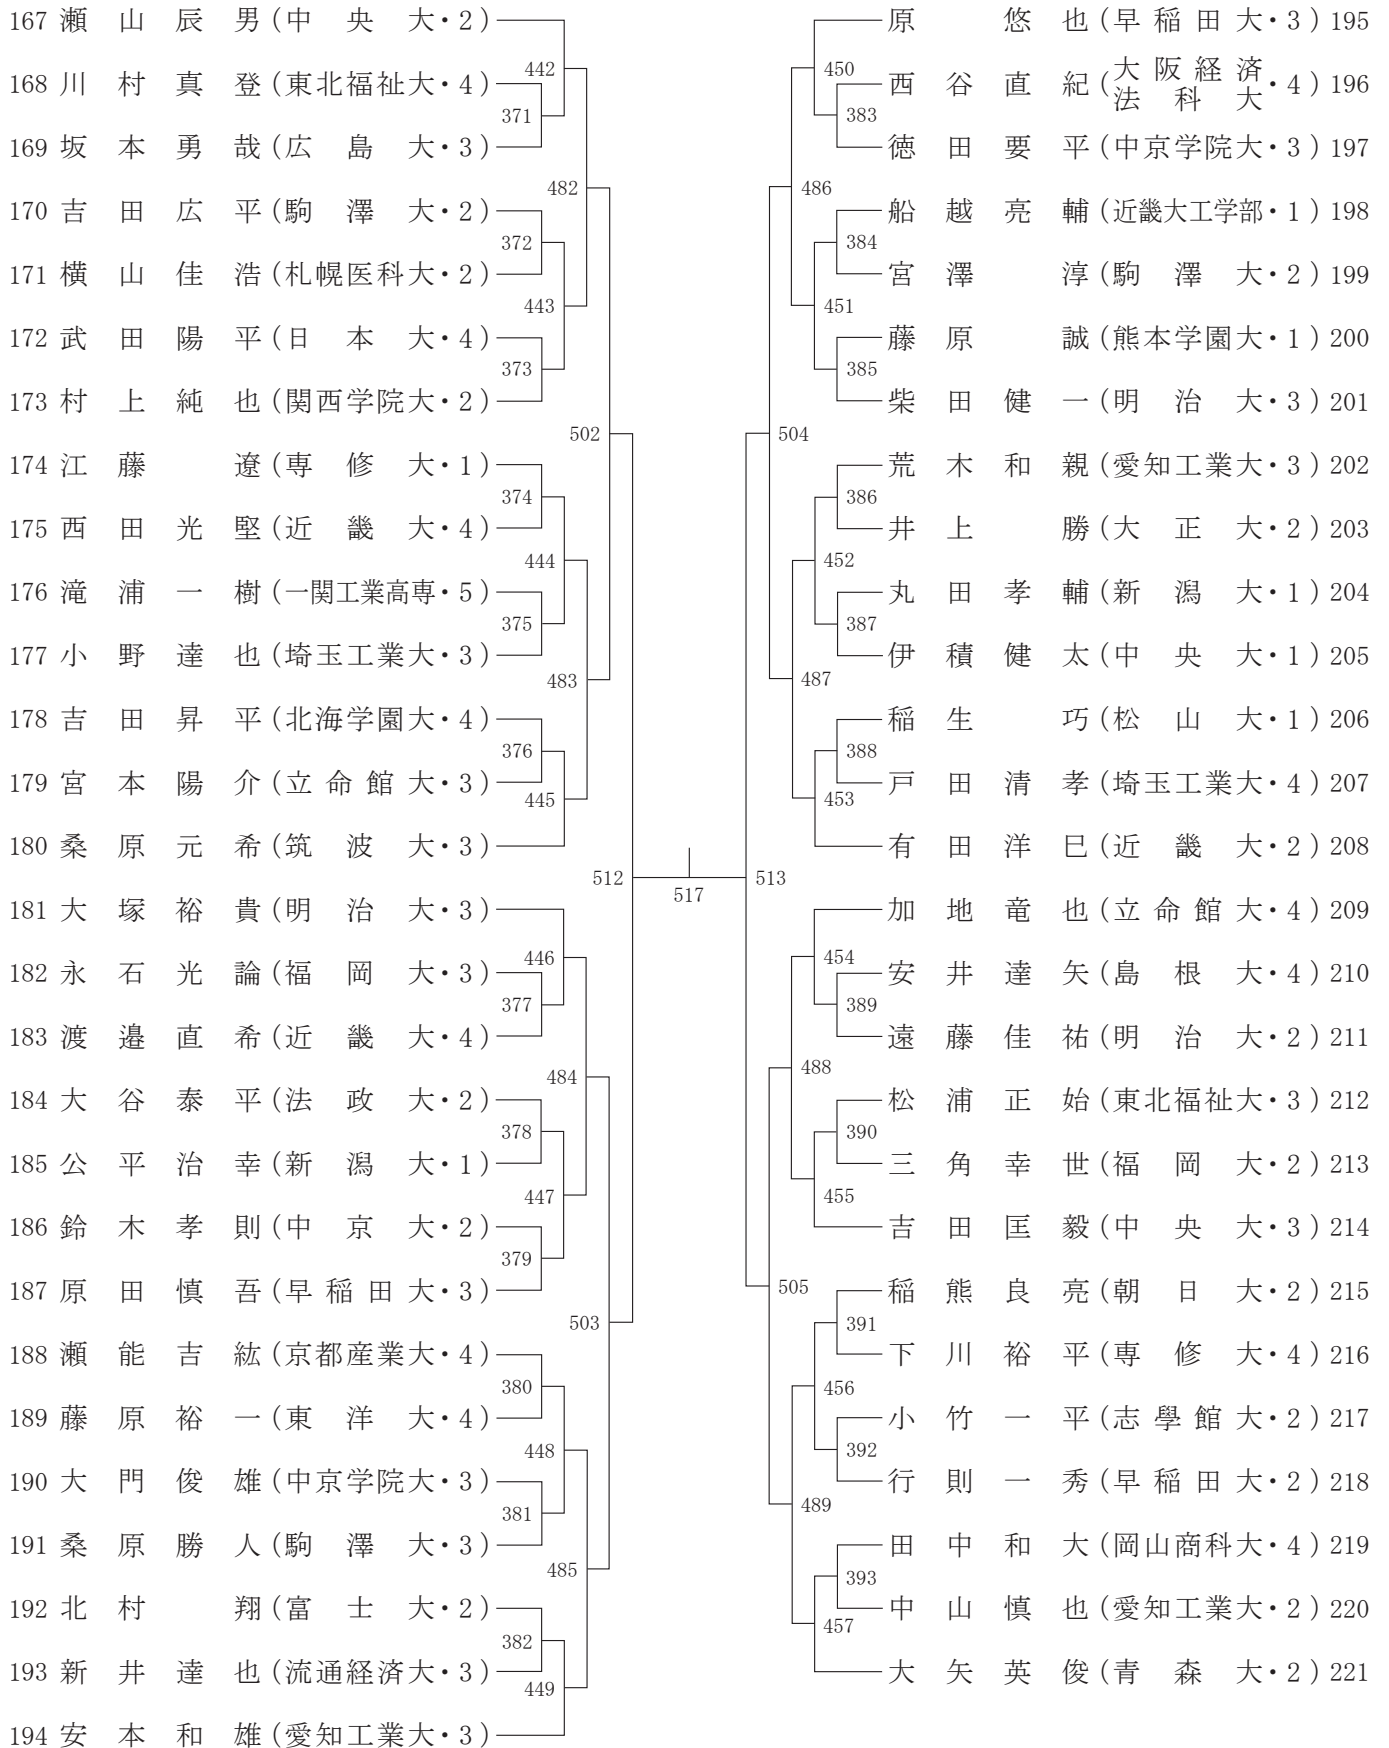 167 瀬山辰男(中央大・2)
168 川村真登(東北福祉大・4)
169 坂本勇哉(広島大・3)
170 吉田広平(駒澤大・2)
171 横山佳浩(札幌医科大・2)
172 武田陽平(日本大・4)
173 村上純也(関西学院大・2)
174 江藤遼(専修大・1)
175 西田光堅(近畿大・4)
176 滝浦一樹(一関工業高専・5)
177 小野達也(埼玉工業大・3)
178 吉田昇平(北海学園大・4)
179 宮本陽介(立命館大・3)
180 桑原元希(筑波大・3)
181 大塚裕貴(明治大・3)
182 永石光論(福岡大・3)
183 渡邉直希(近畿大・4)
184 大谷泰平(法政大・2)
185 公平治幸(新潟大・1)
186 鈴木孝則(中京大・2)
187 原田慎吾(早稲田大・3)
188 瀬能吉紘(京都産業大・4)
189 藤原裕一(東洋大・4)
190 大門俊雄(中京学院大・3)
191 桑原勝人(駒澤大・3)
192 北村翔(富士大・2)
193 新井達也(流通経済大・3)
194 安本和雄(愛知工業大・3)
442
371
482
372
443
373
502
374
444
375
483
376
445
512
446
377
484
378
447
379
503
380
448
381
485
382
449
517
513
450
383
486
384
451
385
504
386
452
387
487
388
453
454
389
488
390
455
505
391
456
392
489
393
457
原悠也(早稲田大・3)195
西谷直紀(大阪経済法科大・4)196
徳田要平(中京学院大・3)197
船越亮輔(近畿大工学部・1)198
宮澤淳(駒澤大・2)199
藤原誠(熊本学園大・1)200
柴田健一(明治大・3)201
荒木和親(愛知工業大・3)202
井上勝(大正大・2)203
丸田孝輔(新潟大・1)204
伊積健太(中央大・1)205
稲生巧(松山大・1)206
戸田清孝(埼玉工業大・4)207
有田洋巳(近畿大・2)208
加地竜也(立命館大・4)209
安井達矢(島根大・4)210
遠藤佳祐(明治大・2)211
松浦正始(東北福祉大・3)212
三角幸世(福岡大・2)213
吉田匡毅(中央大・3)214
稲熊良亮(朝日大・2)215
下川裕平(専修大・4)216
小竹一平(志學館大・2)217
行則一秀(早稲田大・2)218
田中和大(岡山商科大・4)219
中山慎也(愛知工業大・2)220
大矢英俊(青森大・2)221